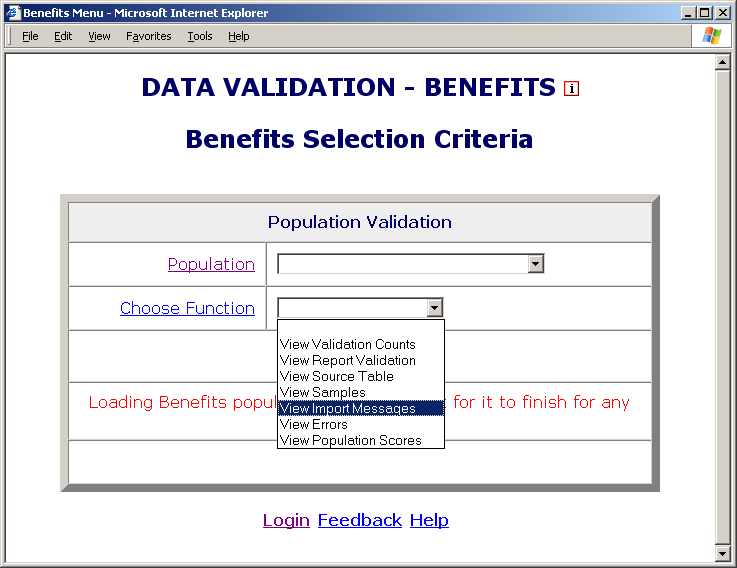 Benefits Menu - Microsoft Internet Explorer
File Edit View Favorites Tools Help
DATA VALIDATION - BENEFITS i
Benefits Selection Criteria
Population Validation
Population
Choose Function
View Validation Counts
View Report Validation
View Source Table
View Samples
Loading Benefits popul
View Import Messages
for it to finish for any
View Errors
View Population Scores
Login Feedback Help